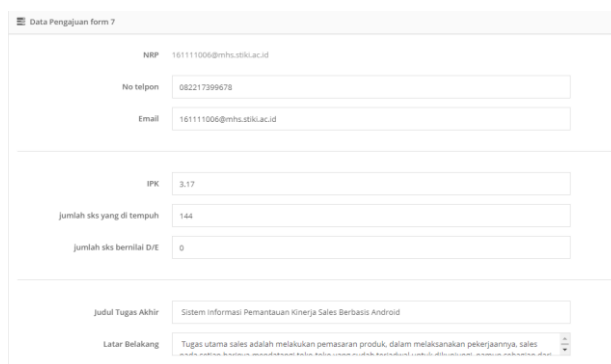 Data Pengajuan form 7
NRP 161111006@mhs.stiki.ac.id
No telpon 082217399678
Email 161111006@mhs.stiki.ac.id
IPK 3.17
Jumlah sks yang di tempuh 144
Jumlah sks bernilai D/E 0
Judul Tugas Akhir Sistem Informasi Pemantauan Kinerja Sales Berbasis Android
Latar Belakang Tugas utama sales adalah melakukan pemasaran produk, dalam melaksanakan pekerjaannya, sales